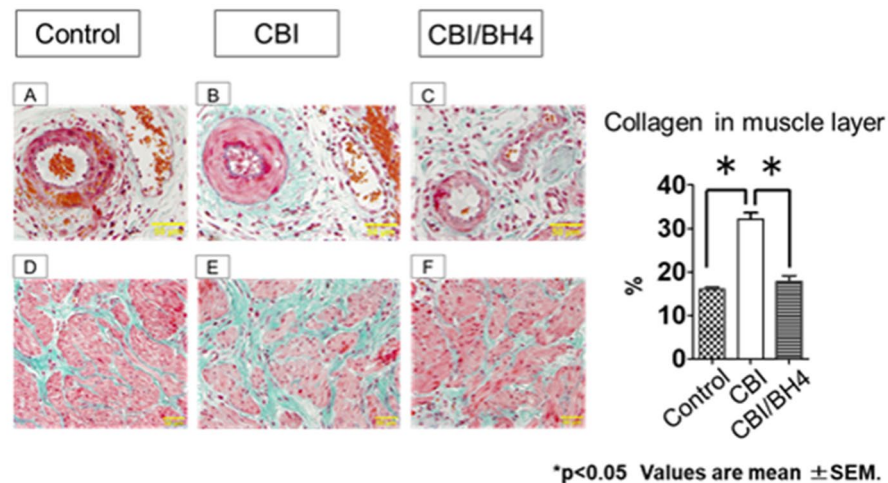 Control CBI CBI/BH4
A B C
Collagen in muscle layer
* *
40
30
20
10
0
%
Control CBI CBI/BH4
D E F
*p<0.05 Values are mean ±SEM.